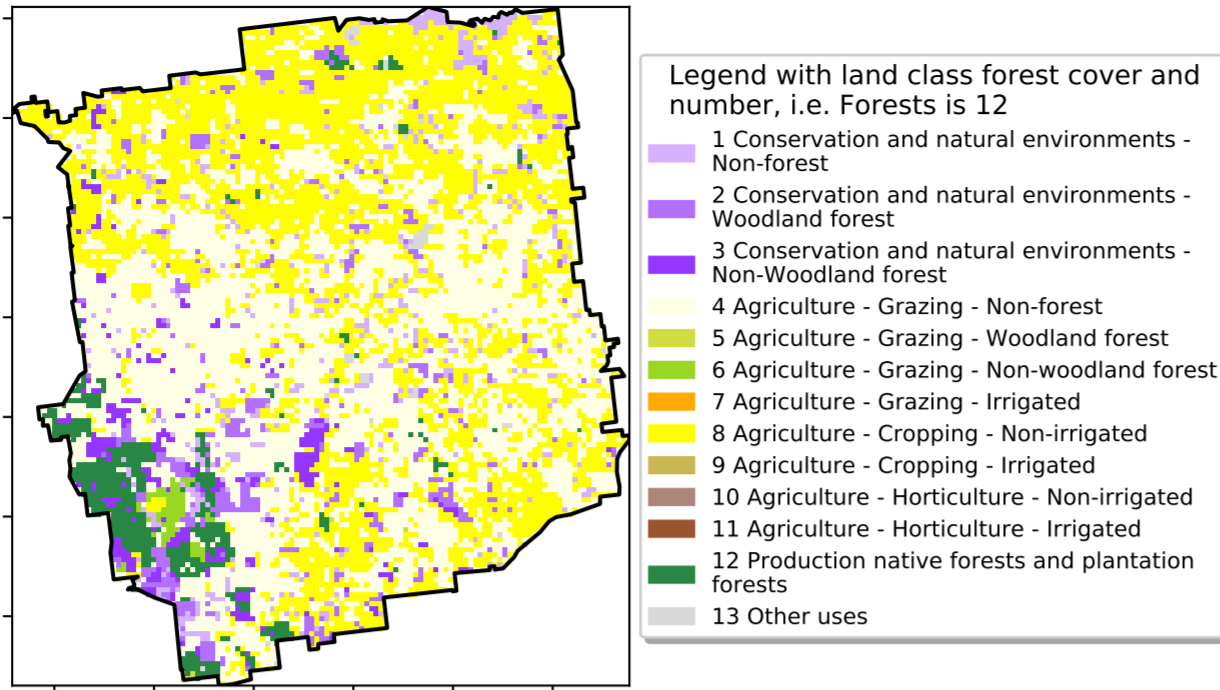 Legend with land class forest cover and
number, i.e. Forests is 12
1 Conservation and natural environments -
Non-forest
2 Conservation and natural environments -
Woodland forest
3 Conservation and natural environments -
Non-Woodland forest
4 Agriculture - Grazing - Non-forest
5 Agriculture - Grazing - Woodland forest
6 Agriculture - Grazing - Non-woodland forest
7 Agriculture - Grazing - Irrigated
8 Agriculture - Cropping - Non-irrigated
9 Agriculture - Cropping - Irrigated
10 Agriculture - Horticulture - Non-irrigated
11 Agriculture - Horticulture - Irrigated
12 Production native forests and plantation
forests
13 Other uses